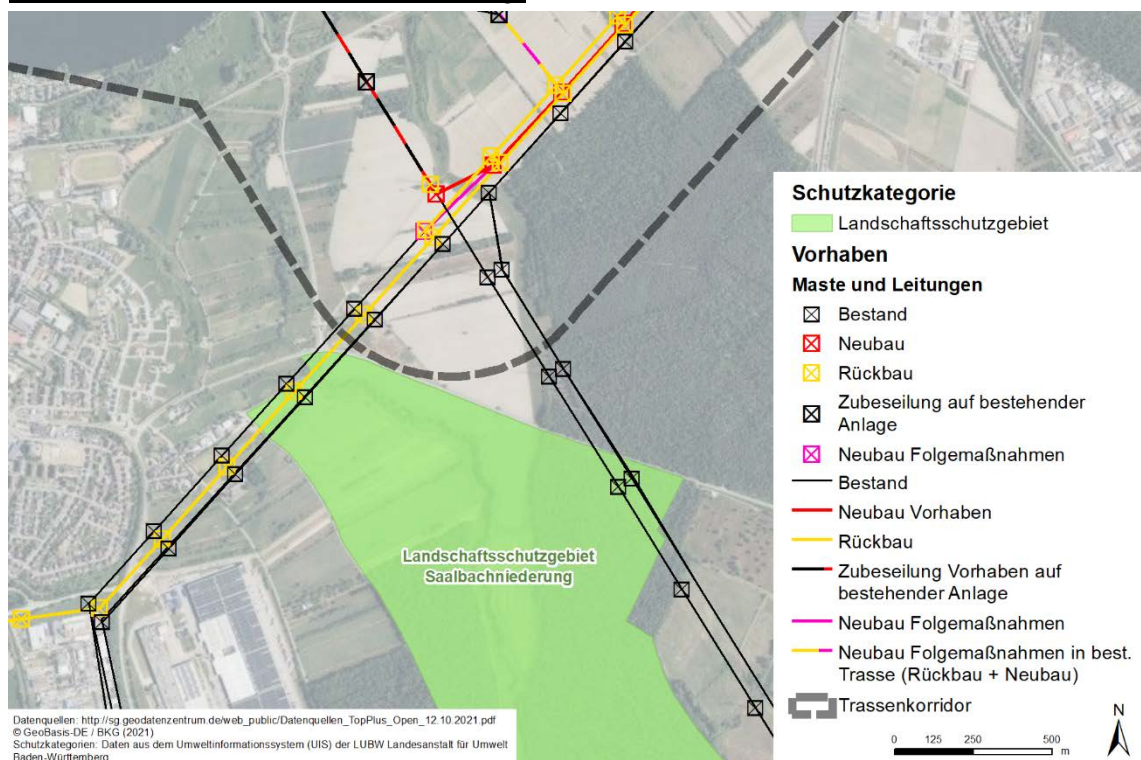 Schutzkategorie
Landschaftsschutzgebiet
Vorhaben
Maste und Leitungen
Bestand
Neubau
Rückbau
Zubeseilung auf bestehender
Anlage
Neubau Folgemaßnahmen
Bestand
Neubau Vorhaben
Rückbau
Zubeseilung Vorhaben auf
bestehender Anlage
Neubau Folgemaßnahmen
Neubau Folgemaßnahmen in best.
Trasse (Rückbau + Neubau)
Trassenkorridor
N
0 125 250 500
m
Landschaftsschutzgebiet
Saalbachniederung
Datenquellen: http://sg.geodatenzentrum.de/web_public/Datenquellen_TopPlus_Open_12.10.2021.pdf
© GeoBasis-DE / BKG (2021)
Schutzkategorien: Daten aus dem Umweltinformationssystem (UIS) der LUBW Landesanstalt für Umwelt
Baden-Württemberg